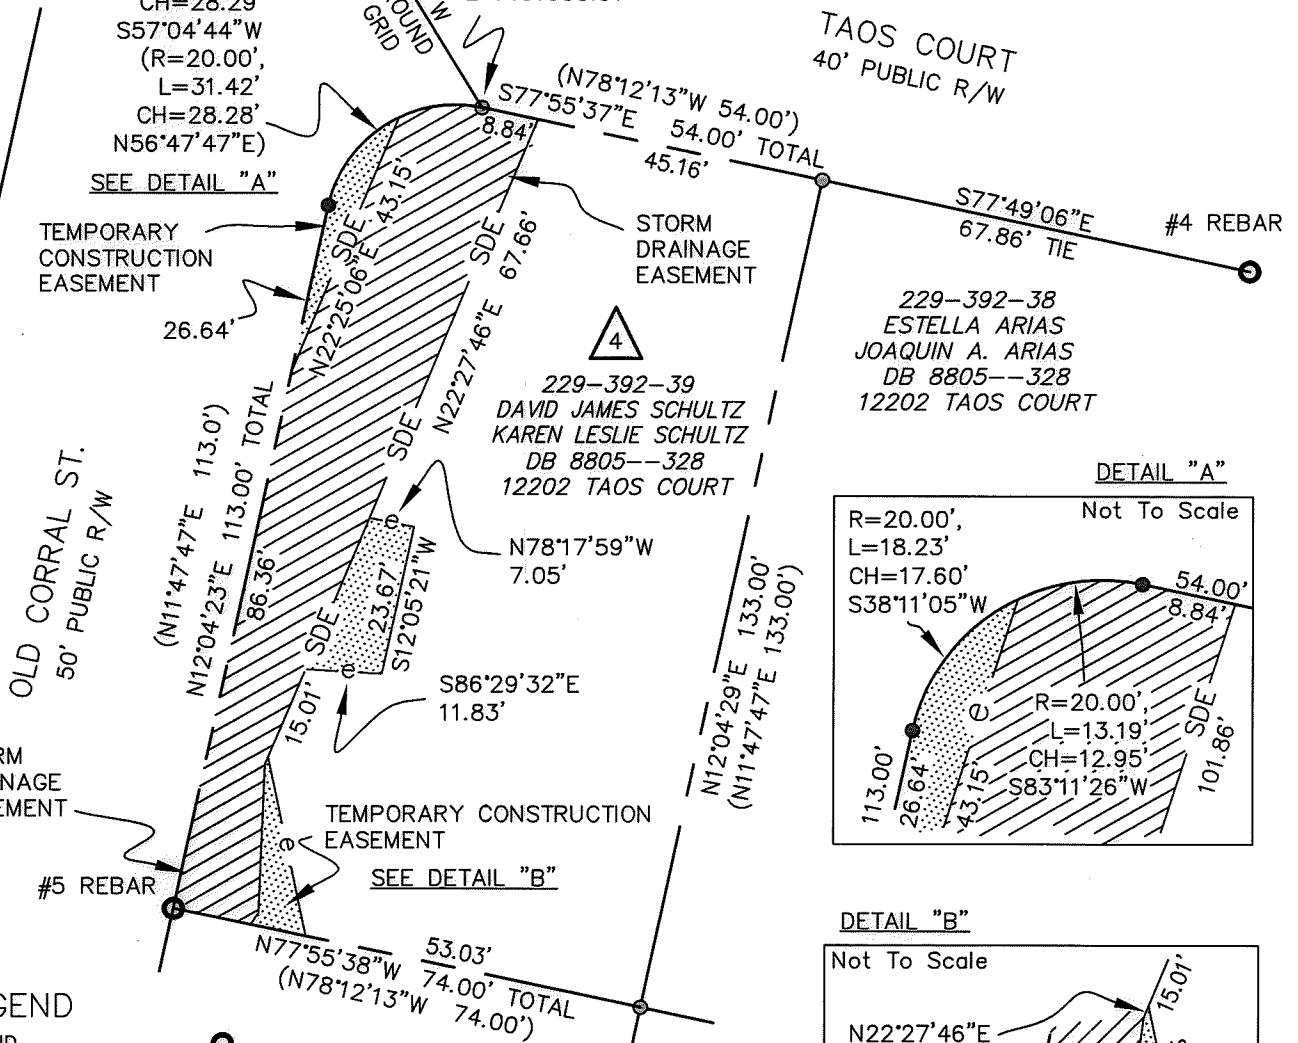 CH=28.29'
S57°04'44"W
(R=20.00',
L=31.42'
CH=28.28'
N56°47'47"E)
SEE DETAIL "A"
GRID
W
TAOS COURT
40' PUBLIC R/W
(N78°12'13"W 54.00')
S77°55'37"E
54.00' TOTAL
8.84'
45.16'
S77°49'06"E
67.86' TIE
#4 REBAR
TEMPORARY
CONSTRUCTION
EASEMENT
26.64'
SDE
N22°25'06"E 43.15'
SDE
N22°27'46"E 67.66'
STORM
DRAINAGE
EASEMENT
4
229-392-39
DAVID JAMES SCHULTZ
KAREN LESLIE SCHULTZ
DB 8805--328
12202 TAOS COURT
229-392-38
ESTELLA ARIAS
JOAQUIN A. ARIAS
DB 8805--328
12202 TAOS COURT
OLD CORRAL ST.
50' PUBLIC R/W
(N11°47'47"E 113.0')
N12°04'23"E 113.00' TOTAL
86.36'
SDE
SDE
e
N78°17'59"W
7.05'
23.67'
S12°05'21"W
e
S86°29'32"E
11.83'
15.01'
N12°04'29"E 133.00'
(N11°47'47"E 133.00')
TEMPORARY CONSTRUCTION
EASEMENT
e
SEE DETAIL "B"
#5 REBAR
N77°55'38"W
53.03'
74.00' TOTAL
(N78°12'13"W 74.00')
DETAIL "A"
Not To Scale
R=20.00',
L=18.23'
CH=17.60'
S38°11'05"W
54.00'
8.84'
e
R=20.00',
L=13.19'
CH=12.95'
S83°11'26"W
SDE
101.86'
113.00'
26.64'
43.15'
DETAIL "B"
Not To Scale
15.01'
N22°27'46"E